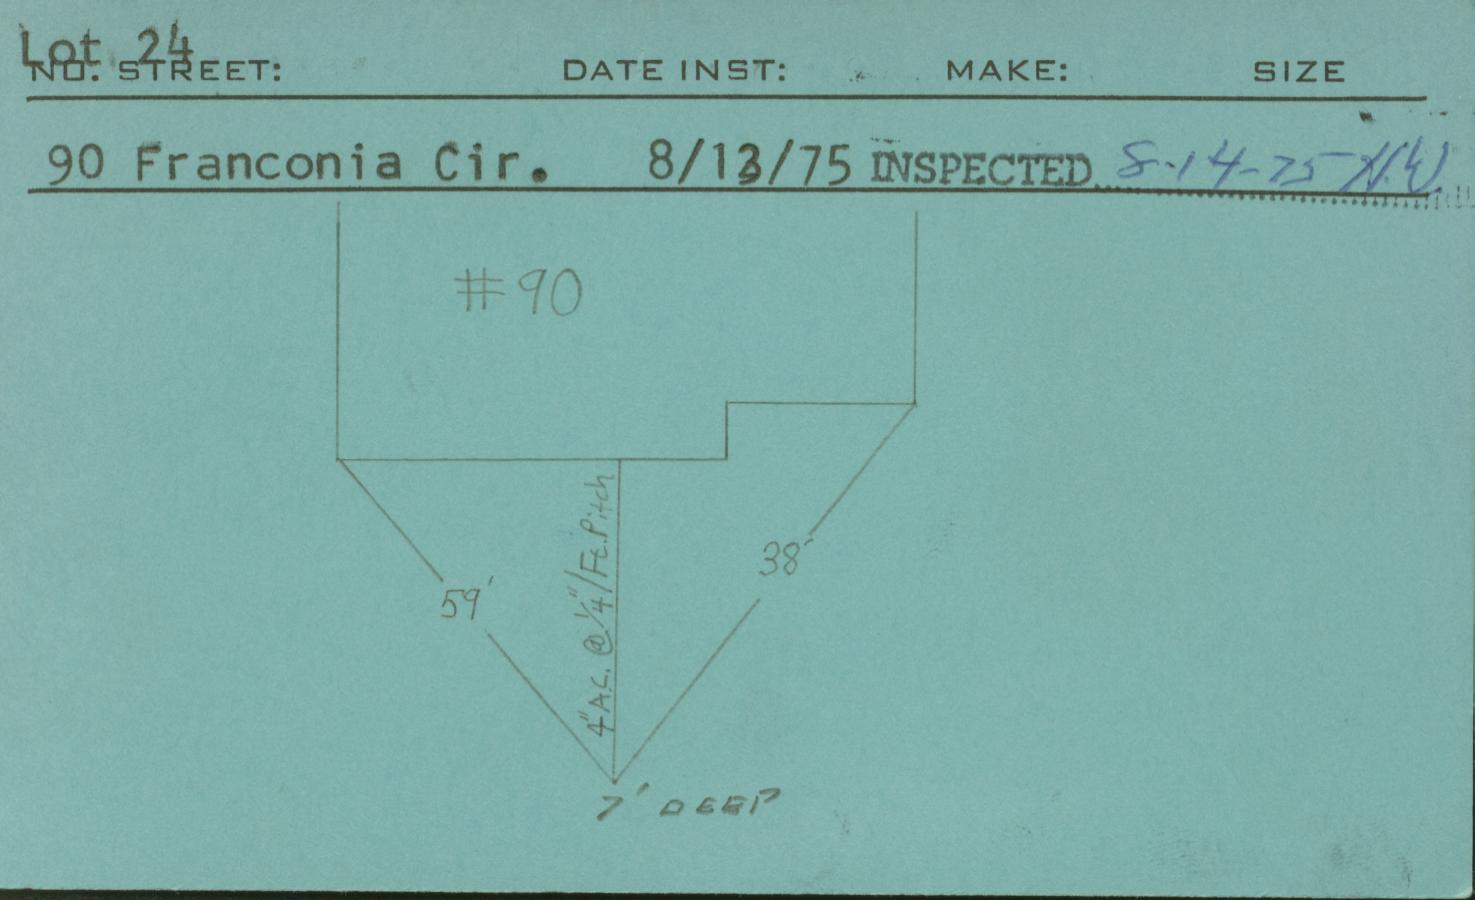 Lot 24
NO. STREET: DATE INST: MAKE: SIZE
90 Franconia Cir. 8/13/75 INSPECTED 8-14-75 N.W.
#90
59'
4" A.C. @ 1/4"/Ft. Pitch
38'
7' DEEP